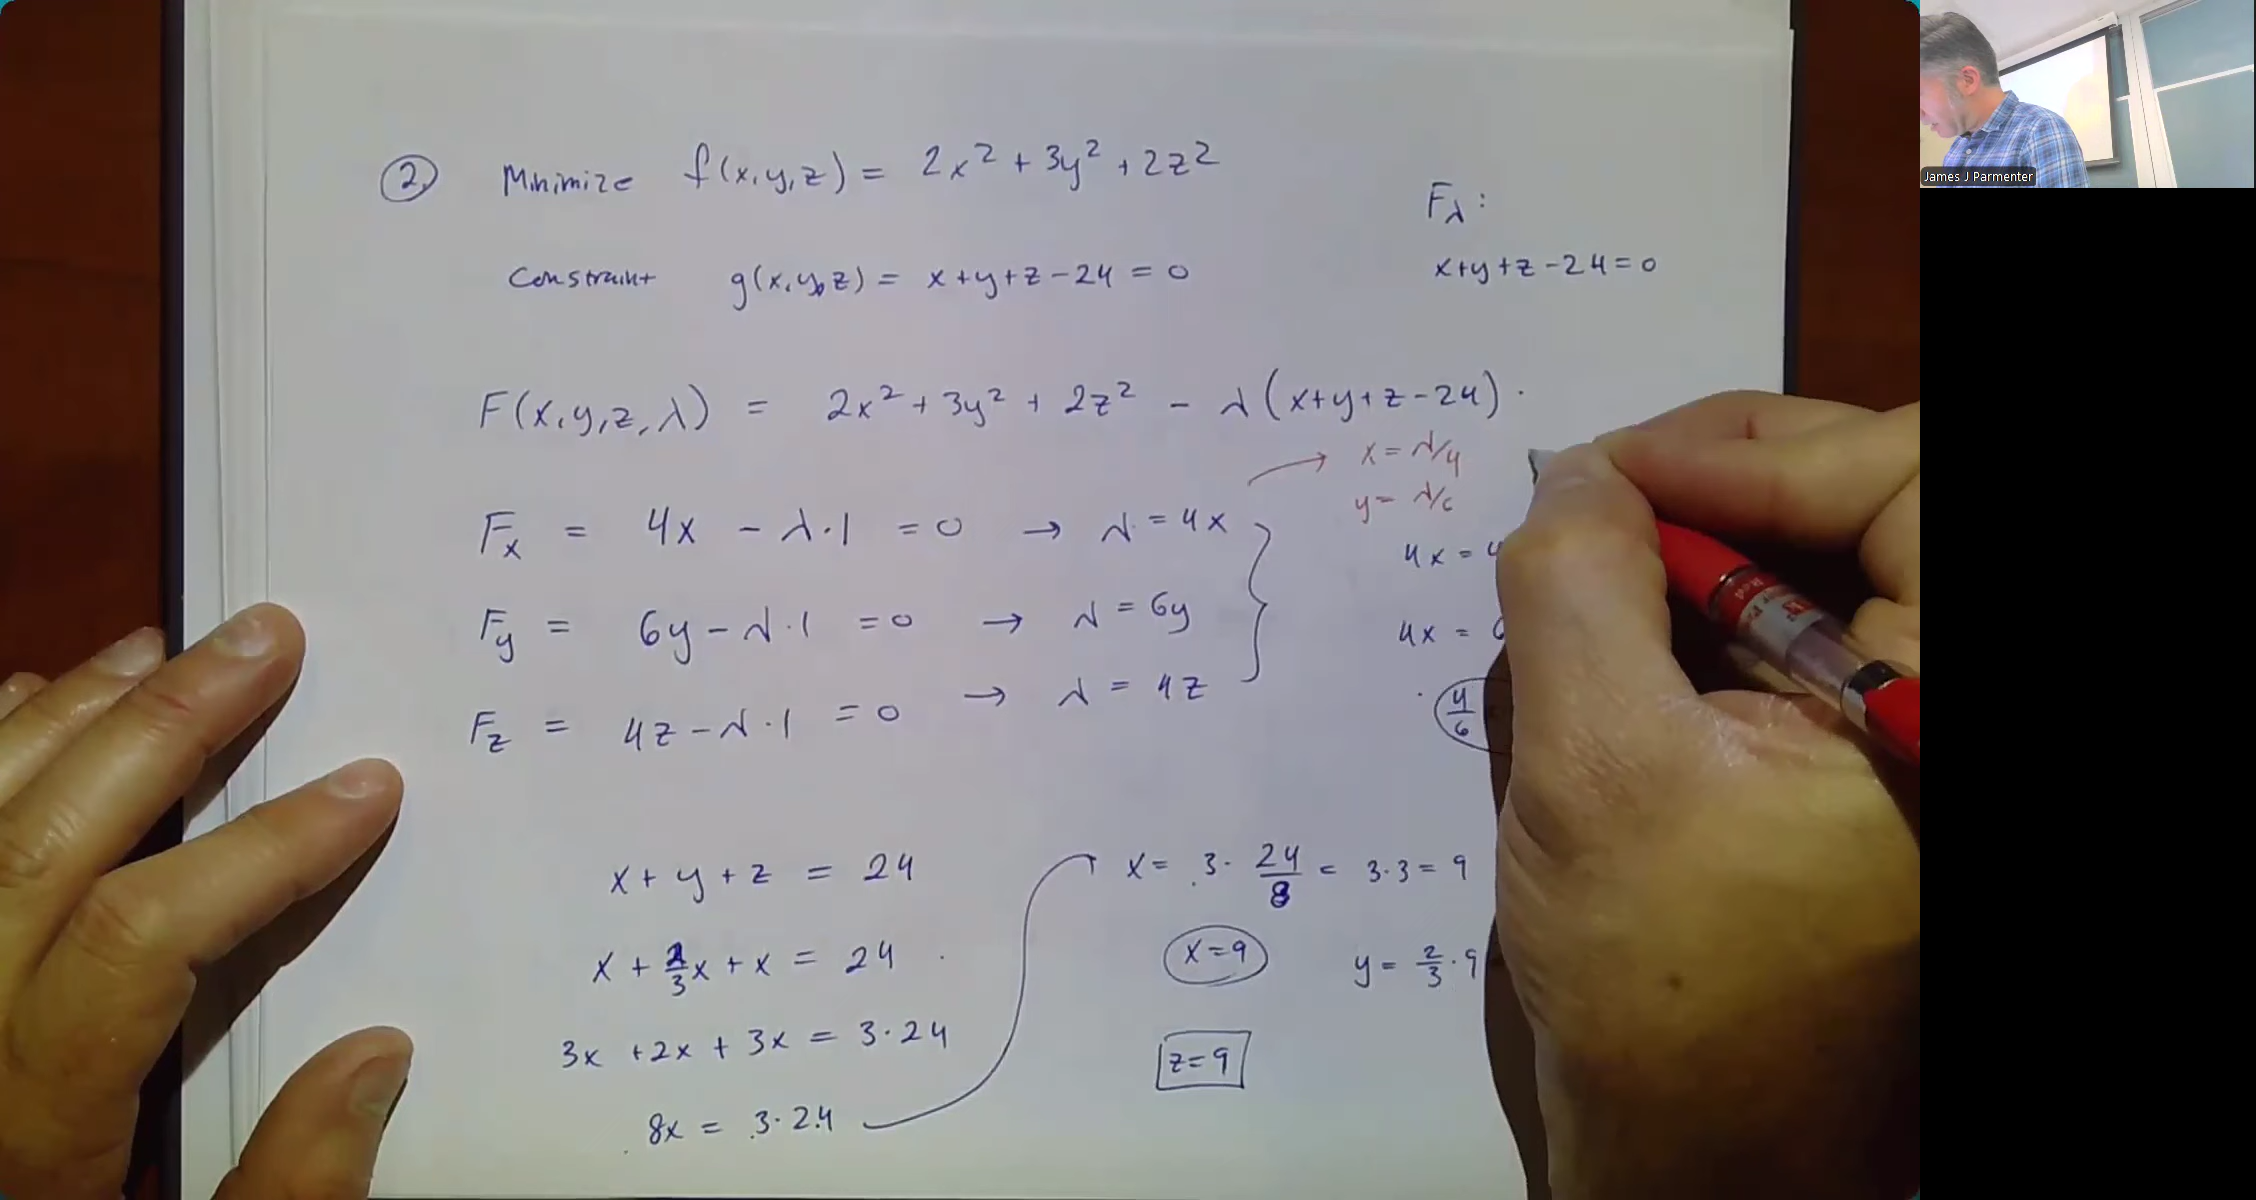 ② Minimize f(x,y,z) = 2x² + 3y² + 2z²
Fλ :
Constraint g(x,y,z) = x+y+z-24 = 0
x+y+z-24=0
F(x,y,z,λ) = 2x² + 3y² + 2z² - λ(x+y+z-24)
x = λ/4
y = λ/6
Fx = 4x - λ·1 = 0 → λ = 4x
4x =
Fy = 6y - λ·1 = 0 → λ = 6y
4x =
Fz = 4z - λ·1 = 0 → λ = 4z
4/6
x + y + z = 24
x + 2/3x + x = 24
3x + 2x + 3x = 3·24
8x = 3·24
x = 3·24/8 = 3·3 = 9
x=9
y = 2/3·9
z=9
James J Parmenter